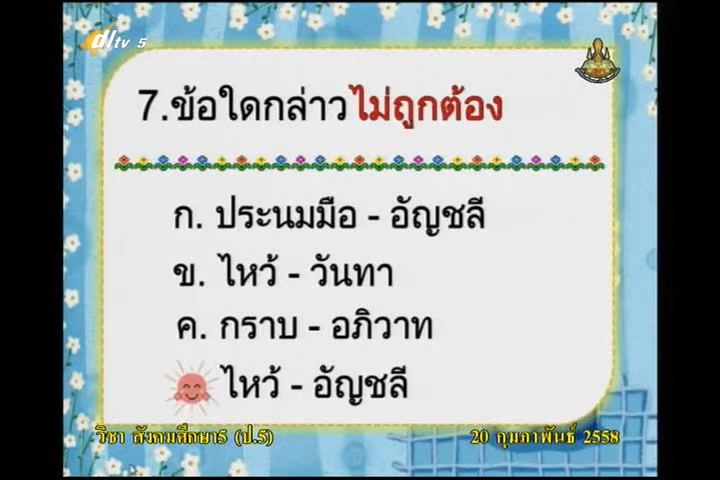 dltv 5
7.ข้อใดกล่าวไม่ถูกต้อง
ก. ประนมมือ - อัญชลี
ข. ไหว้ - วันทา
ค. กราบ - อภิวาท
ไหว้ - อัญชลี
วิชา สังคมศึกษา5 (ป.5)
20 กุมภาพันธ์ 2558